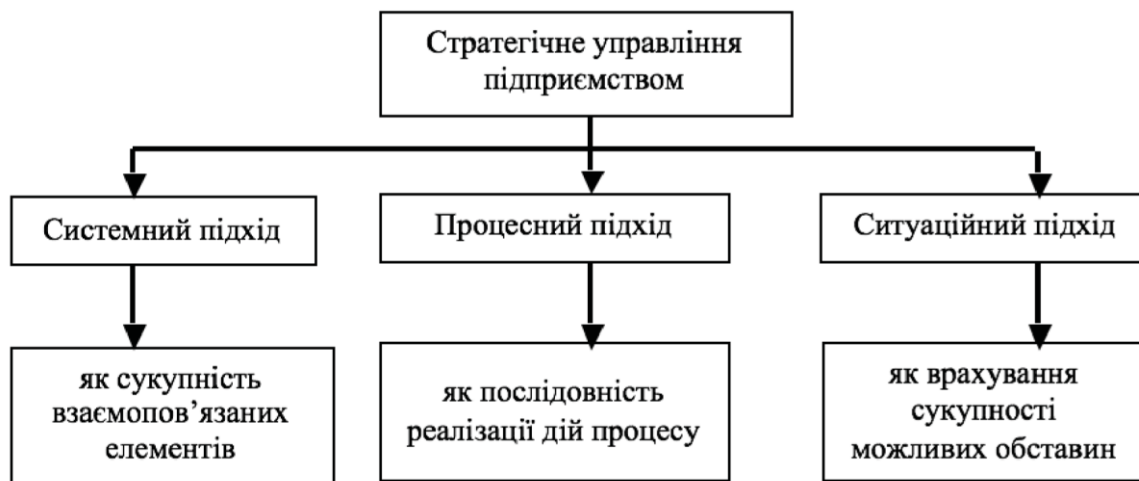 Стратегічне управління
підприємством
Системний підхід
Процесний підхід
Ситуаційний підхід
як сукупність
взаємопов’язаних
елементів
як послідовність
реалізації дій процесу
як врахування
сукупності
можливих обставин